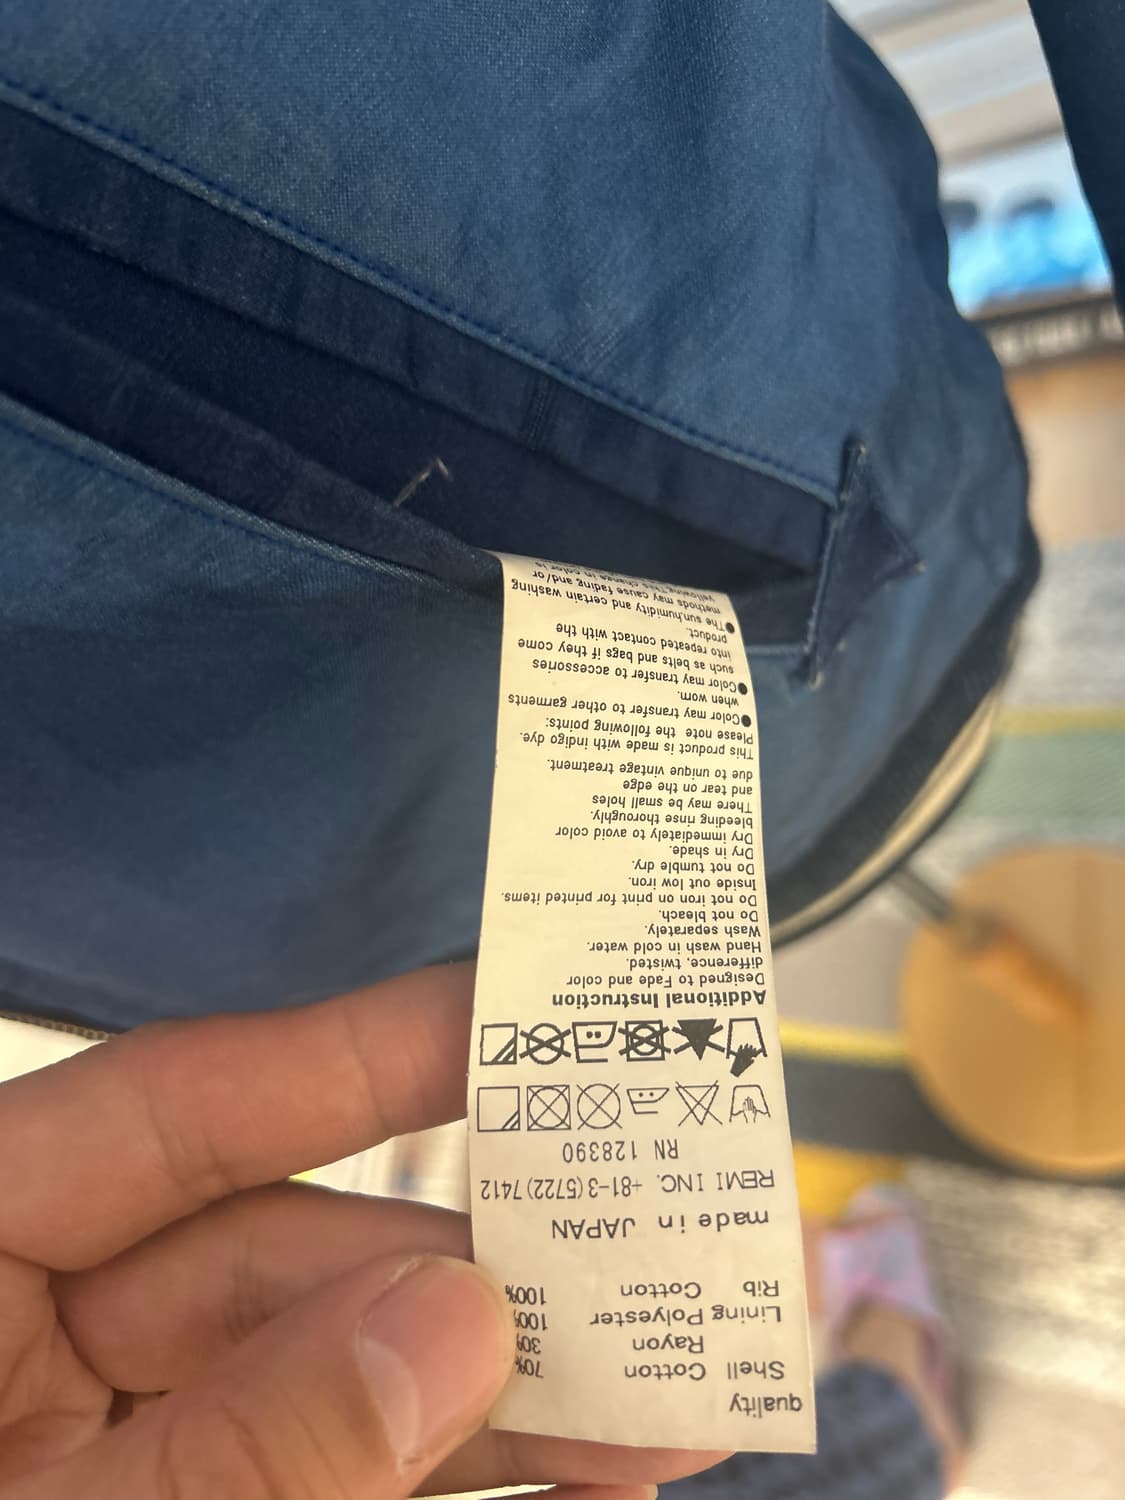 quality
Shell Cotton 70%
Rayon 30%
Lining Polyester 100%
Rib Cotton 100%
made in JAPAN
REMI INC. +81-3(5722)7412
RN 128390
Additional Instruction
Designed to Fade and color
difference, twisted.
Hand wash in cold water.
Wash separately.
Do not bleach.
Do not iron on print for printed items.
Inside out low iron.
Do not tumble dry.
Dry in shade.
Dry immediately to avoid color
bleeding rinse thoroughly.
There may be small holes
and tear on the edge
due to unique vintage treatment.
This product is made with indigo dye.
Please note the following points:
●Color may transfer to other garments
when worn.
●Color may transfer to accessories
such as belts and bags if they come
into repeated contact with the
product.
●The sun,humidity and certain washing
methods may cause fading and/or
yellowing.This change in color is